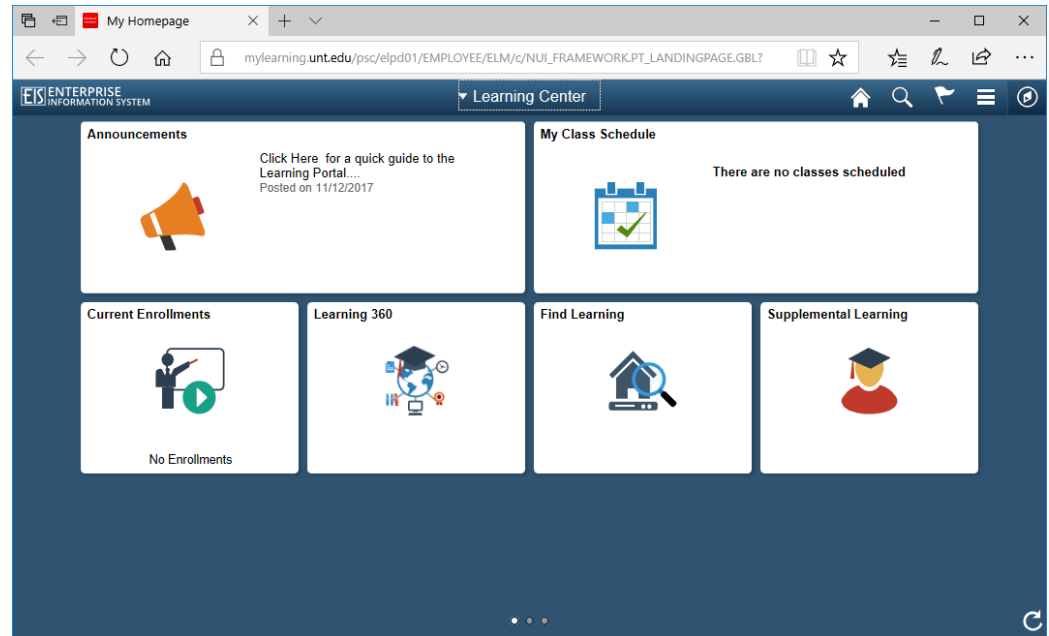 My Homepage
mylearning.unt.edu/psc/elpd01/EMPLOYEE/ELM/c/NUI_FRAMEWORK.PT_LANDINGPAGE.GBL?
EIS ENTERPRISE
INFORMATION SYSTEM
Learning Center
Announcements
Click Here for a quick guide to the
Learning Portal....
Posted on 11/12/2017
My Class Schedule
There are no classes scheduled
Current Enrollments
No Enrollments
Learning 360
Find Learning
Supplemental Learning